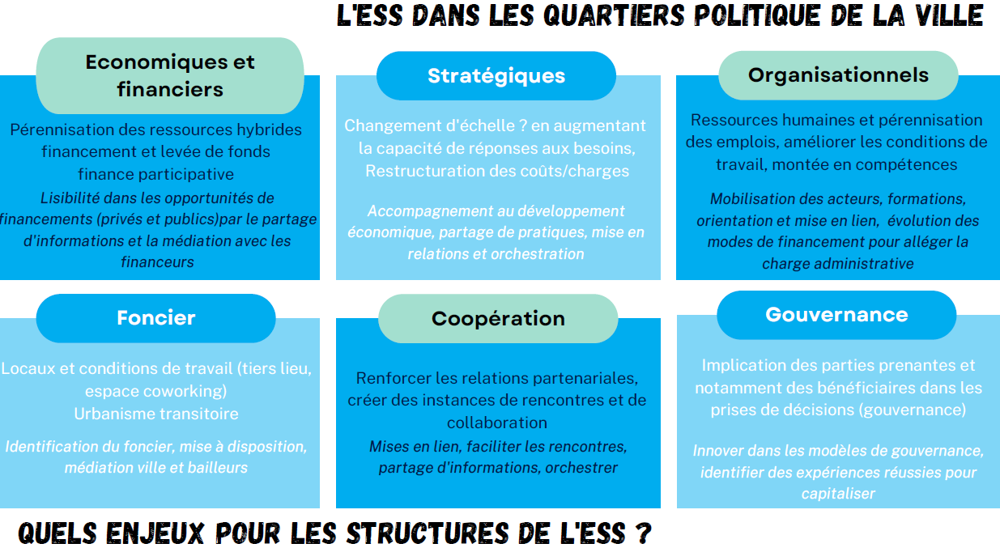 L'ESS DANS LES QUARTIERS POLITIQUE DE LA VILLE
Economiques et
financiers
Pérennisation des ressources hybrides
financement et levée de fonds
finance participative
Lisibilité dans les opportunités de
financements (privés et publics)par le partage
d'informations et la médiation avec les
financeurs
Stratégiques
Changement d'échelle ? en augmentant
la capacité de réponses aux besoins,
Restructuration des coûts/charges
Accompagnement au développement
économique, partage de pratiques, mise en
relations et orchestration
Organisationnels
Ressources humaines et pérennisation
des emplois, améliorer les conditions de
travail, montée en compétences
Mobilisation des acteurs, formations,
orientation et mise en lien, évolution des
modes de financement pour alléger la
charge administrative
Foncier
Locaux et conditions de travail (tiers lieu,
espace coworking)
Urbanisme transitoire
Identification du foncier, mise à disposition,
médiation ville et bailleurs
Coopération
Renforcer les relations partenariales,
créer des instances de rencontres et de
collaboration
Mises en lien, faciliter les rencontres,
partage d'informations, orchestrer
Gouvernance
Implication des parties prenantes et
notamment des bénéficiaires dans les
prises de décisions (gouvernance)
Innover dans les modèles de gouvernance,
identifier des expériences réussies pour
capitaliser
QUELS ENJEUX POUR LES STRUCTURES DE L'ESS ?